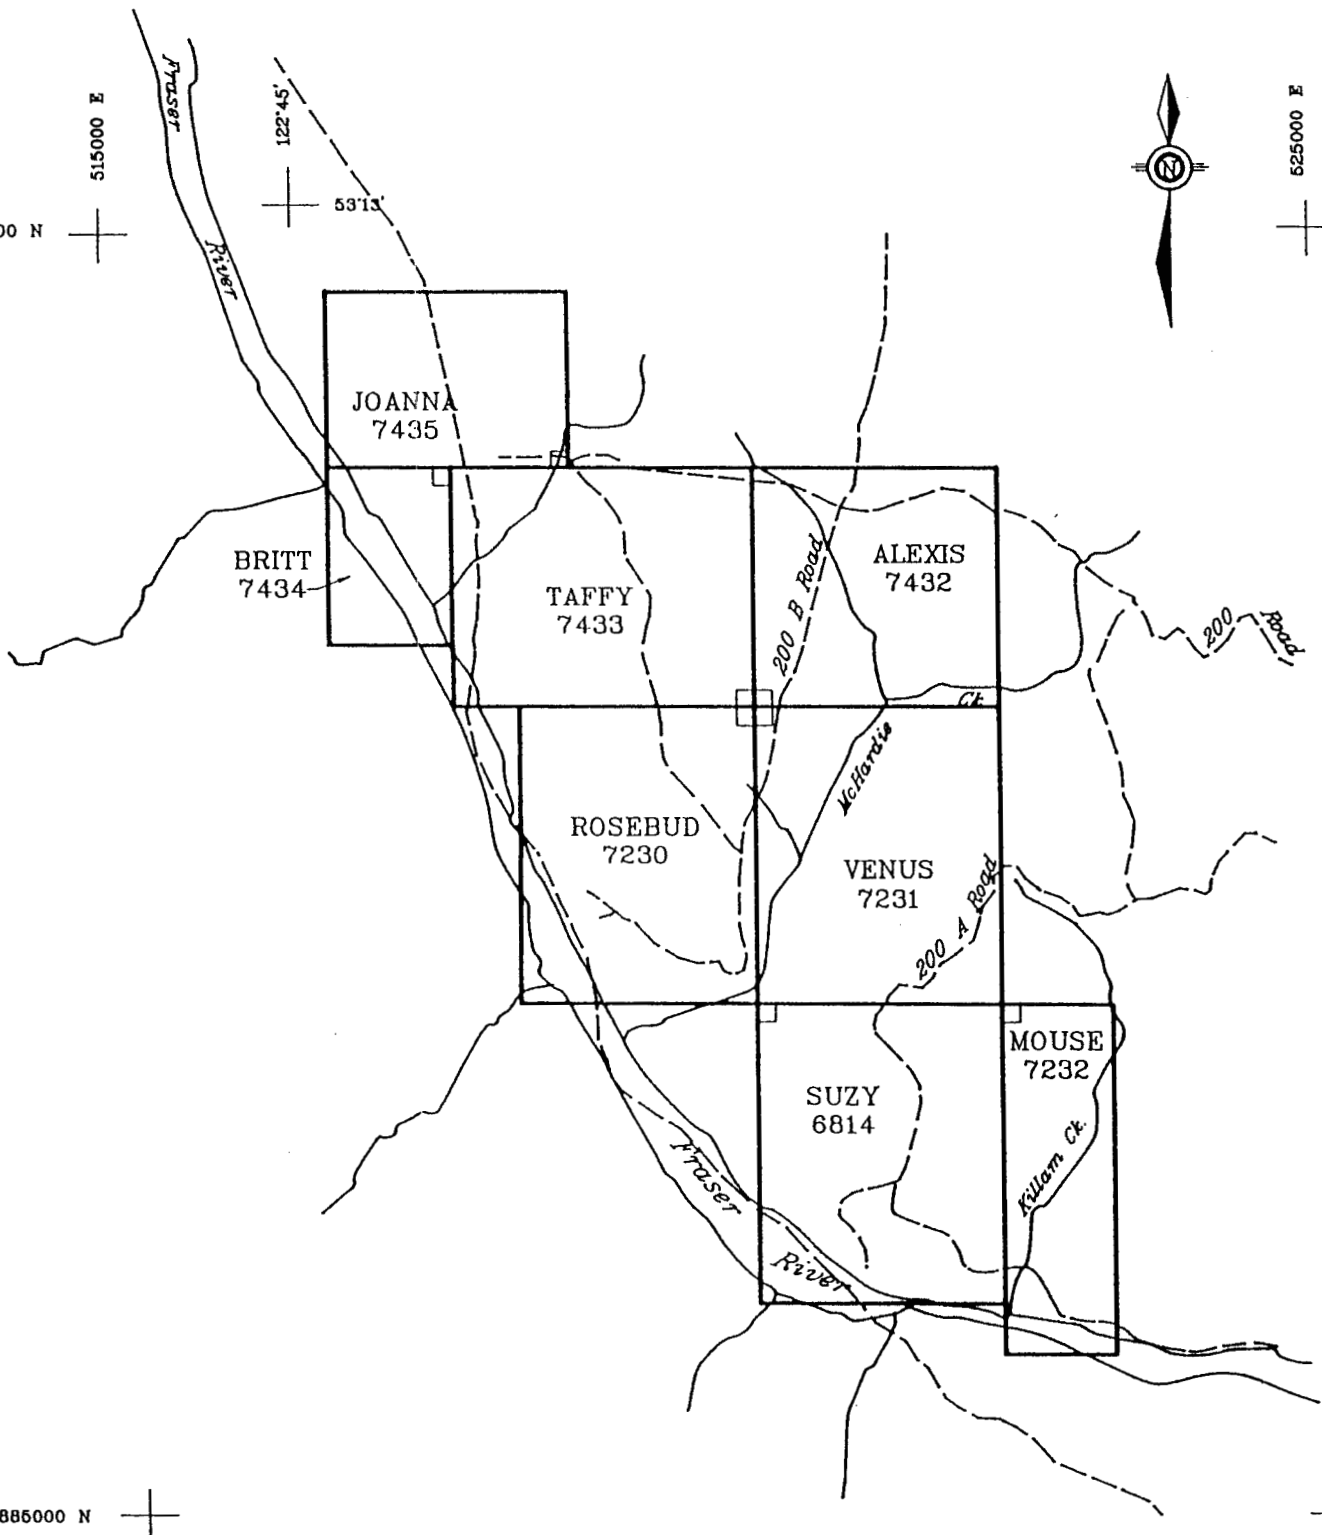 Fraser
River
515000 E
122°45'
53°13'
00 N
N
525000 E
JOANNA
7435
BRITT
7434
TAFFY
7433
200 B Road
ALEXIS
7432
200 Road
Ck.
McHardie
ROSEBUD
7230
VENUS
7231
200 A Road
MOUSE
7232
SUZY
6814
Killam Ck.
Fraser
River
885000 N